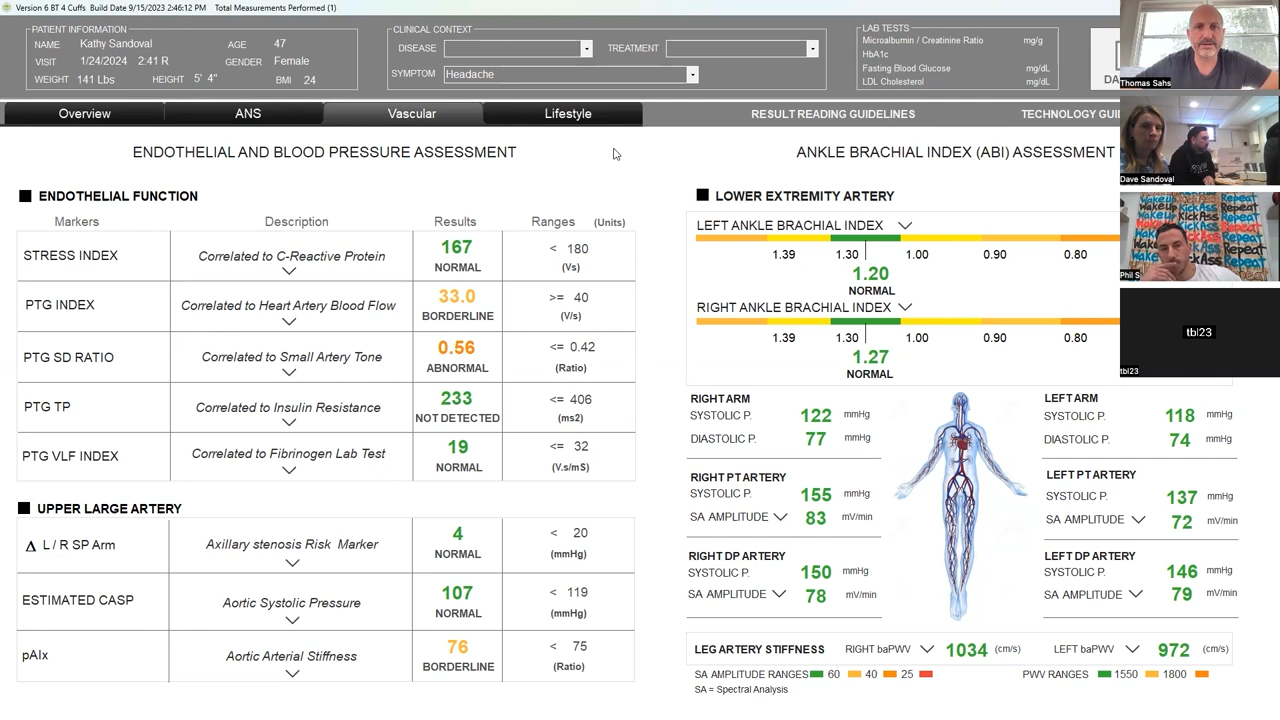 Version 6 BT 4 Cuffs Build Date 9/15/2023 2:46:12 PM Total Measurements Performed (1)
PATIENT INFORMATION
NAME Kathy Sandoval AGE 47
VISIT 1/24/2024 2.41 R GENDER Female
WEIGHT 141 Lbs HEIGHT 5' 4" BMI 24
CLINICAL CONTEXT
DISEASE TREATMENT
SYMPTOM Headache
LAB TESTS
Microalbumin / Creatinine Ratio mg/g
HbA1c
Fasting Blood Glucose mg/dL
LDL Cholesterol mg/dL
DA
Thomas Sahs
Overview ANS Vascular Lifestyle RESULT READING GUIDELINES TECHNOLOGY GUI
Dave Sandoval
Phil S
tbl23
tbl23
ENDOTHELIAL AND BLOOD PRESSURE ASSESSMENT
ENDOTHELIAL FUNCTION
Markers Description Results Ranges (Units)
STRESS INDEX Correlated to C-Reactive Protein 167 NORMAL < 180 (Vs)
PTG INDEX Correlated to Heart Artery Blood Flow 33.0 BORDERLINE >= 40 (V/s)
PTG SD RATIO Correlated to Small Artery Tone 0.56 ABNORMAL <= 0.42 (Ratio)
PTG TP Correlated to Insulin Resistance 233 NOT DETECTED <= 406 (ms2)
PTG VLF INDEX Correlated to Fibrinogen Lab Test 19 NORMAL <= 32 (V.s/mS)
UPPER LARGE ARTERY
Δ L / R SP Arm Axillary stenosis Risk Marker 4 NORMAL < 20 (mmHg)
ESTIMATED CASP Aortic Systolic Pressure 107 NORMAL < 119 (mmHg)
pAIx Aortic Arterial Stiffness 76 BORDERLINE < 75 (Ratio)
ANKLE BRACHIAL INDEX (ABI) ASSESSMENT
LOWER EXTREMITY ARTERY
LEFT ANKLE BRACHIAL INDEX
1.39 1.30 1.00 0.90 0.80
1.20
NORMAL
RIGHT ANKLE BRACHIAL INDEX
1.39 1.30 1.00 0.90 0.80
1.27
NORMAL
RIGHT ARM
SYSTOLIC P. 122 mmHg
DIASTOLIC P. 77 mmHg
RIGHT PT ARTERY
SYSTOLIC P. 155 mmHg
SA AMPLITUDE 83 mV/min
RIGHT DP ARTERY
SYSTOLIC P. 150 mmHg
SA AMPLITUDE 78 mV/min
LEFT ARM
SYSTOLIC P. 118 mmHg
DIASTOLIC P. 74 mmHg
LEFT PT ARTERY
SYSTOLIC P. 137 mmHg
SA AMPLITUDE 72 mV/min
LEFT DP ARTERY
SYSTOLIC P. 146 mmHg
SA AMPLITUDE 79 mV/min
LEG ARTERY STIFFNESS RIGHT baPWV 1034 (cm/s) LEFT baPWV 972 (cm/s)
SA AMPLITUDE RANGES 60 40 25 PWV RANGES 1550 1800
SA = Spectral Analysis